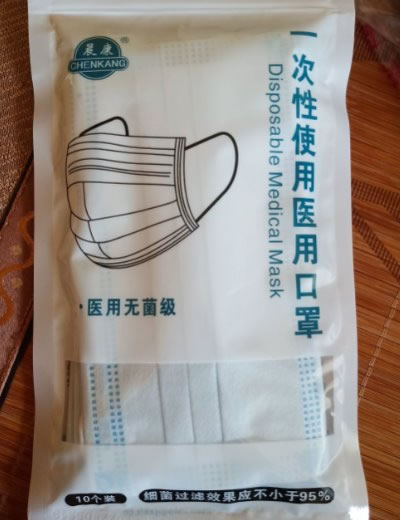 晨康®
CHENKANG
一次性使用医用口罩
Disposable Medical Mask
·医用无菌级
10个装
细菌过滤效果应不小于95%